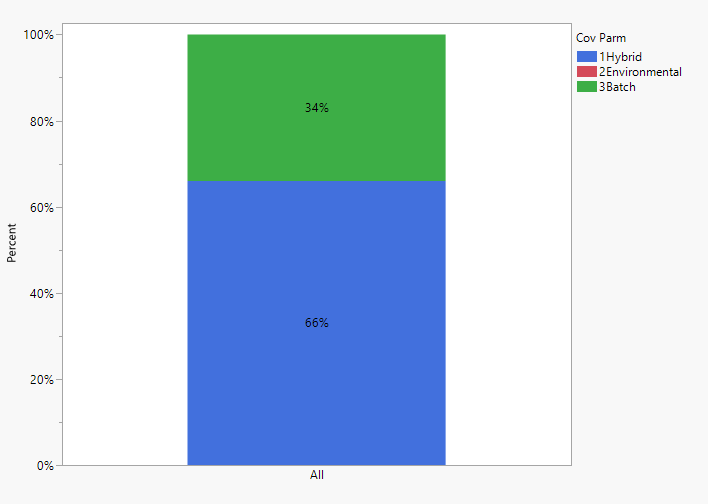 Cov Parm
1Hybrid
2Environmental
3Batch
100%
80%
60%
40%
20%
0%
Percent
34%
66%
All